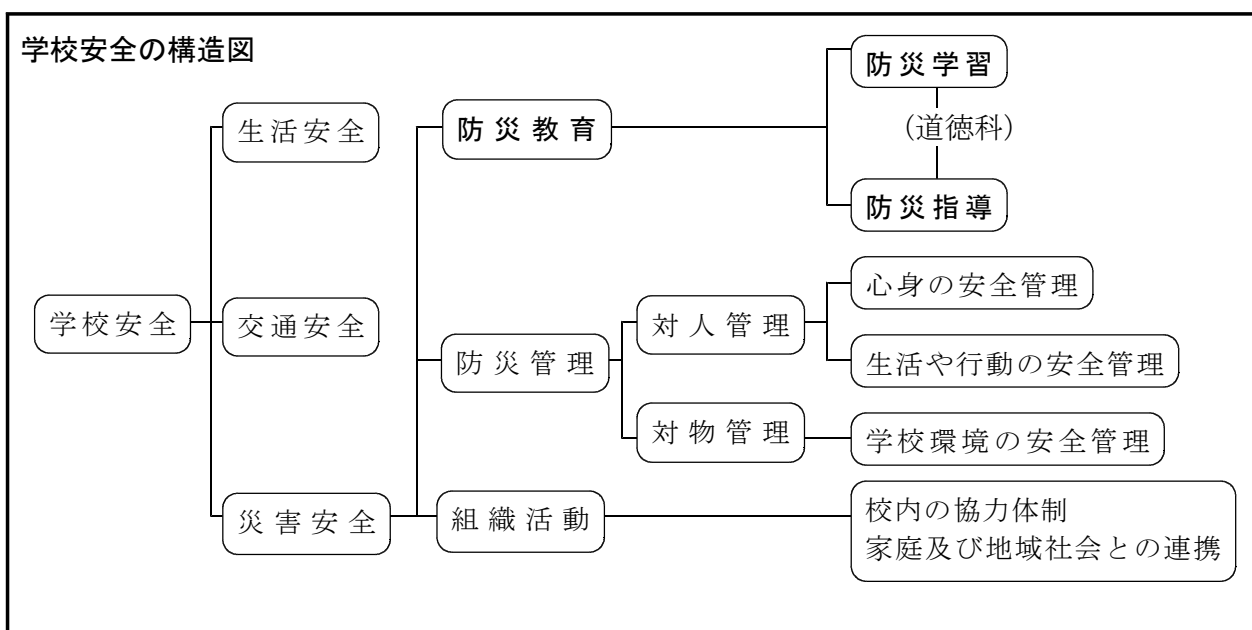 学校安全の構造図
防災学習
生活安全
防災教育
(道徳科)
防災指導
心身の安全管理
学校安全
交通安全
対人管理
防災管理
生活や行動の安全管理
対物管理
学校環境の安全管理
災害安全
組織活動
校内の協力体制
家庭及び地域社会との連携